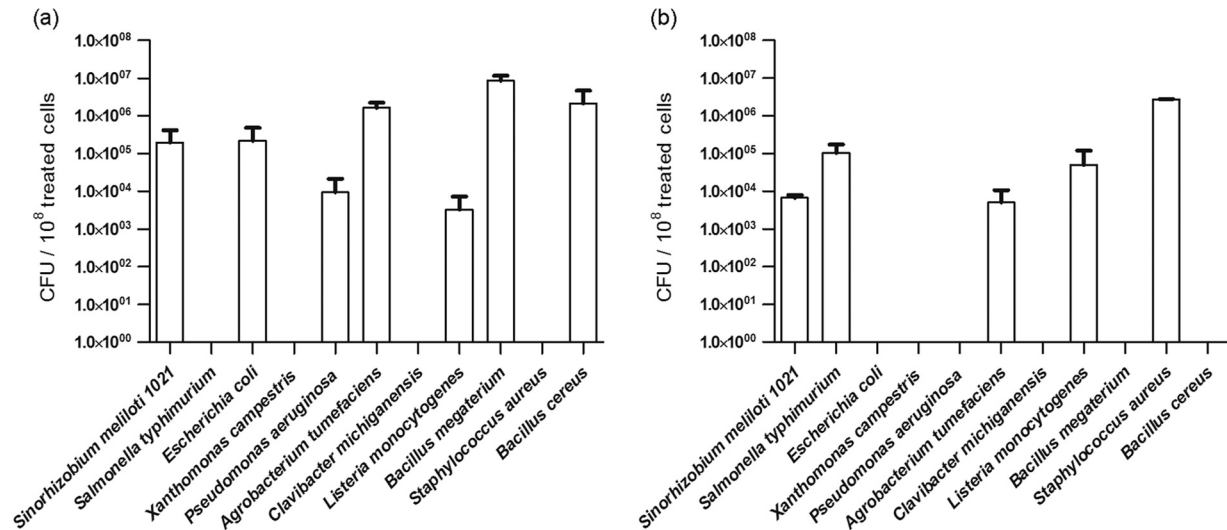 (a)
CFU / 10⁸ treated cells
1.0×10⁰⁸
1.0×10⁰⁷
1.0×10⁰⁶
1.0×10⁰⁵
1.0×10⁰⁴
1.0×10⁰³
1.0×10⁰²
1.0×10⁰¹
1.0×10⁰⁰
Sinorhizobium meliloti 1021
Salmonella typhimurium
Escherichia coli
Xanthomonas campestris
Pseudomonas aeruginosa
Agrobacterium tumefaciens
Clavibacter michiganensis
Listeria monocytogenes
Bacillus megaterium
Staphylococcus aureus
Bacillus cereus
(b)
CFU / 10⁸ treated cells
1.0×10⁰⁸
1.0×10⁰⁷
1.0×10⁰⁶
1.0×10⁰⁵
1.0×10⁰⁴
1.0×10⁰³
1.0×10⁰²
1.0×10⁰¹
1.0×10⁰⁰
Sinorhizobium meliloti 1021
Salmonella typhimurium
Escherichia coli
Xanthomonas campestris
Pseudomonas aeruginosa
Agrobacterium tumefaciens
Clavibacter michiganensis
Listeria monocytogenes
Bacillus megaterium
Staphylococcus aureus
Bacillus cereus